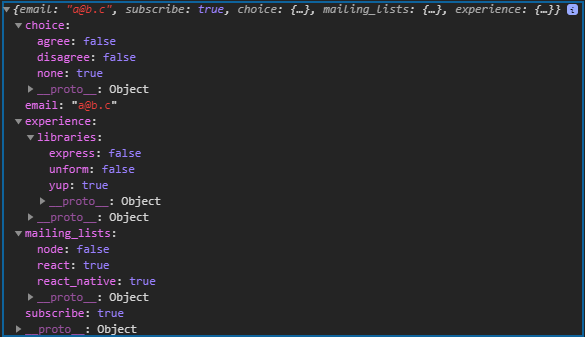 {email: "a@b.c", subscribe: true, choice: {…}, mailing_lists: {…}, experience: {…}} i
choice:
agree: false
disagree: false
none: true
__proto__: Object
email: "a@b.c"
experience:
libraries:
express: false
unform: false
yup: true
__proto__: Object
__proto__: Object
mailing_lists:
node: false
react: true
react_native: true
__proto__: Object
subscribe: true
__proto__: Object